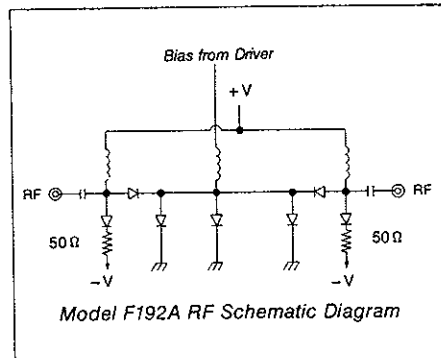 Bias from Driver
+V
RF RF
50Ω 50Ω
−V −V
Model F192A RF Schematic Diagram